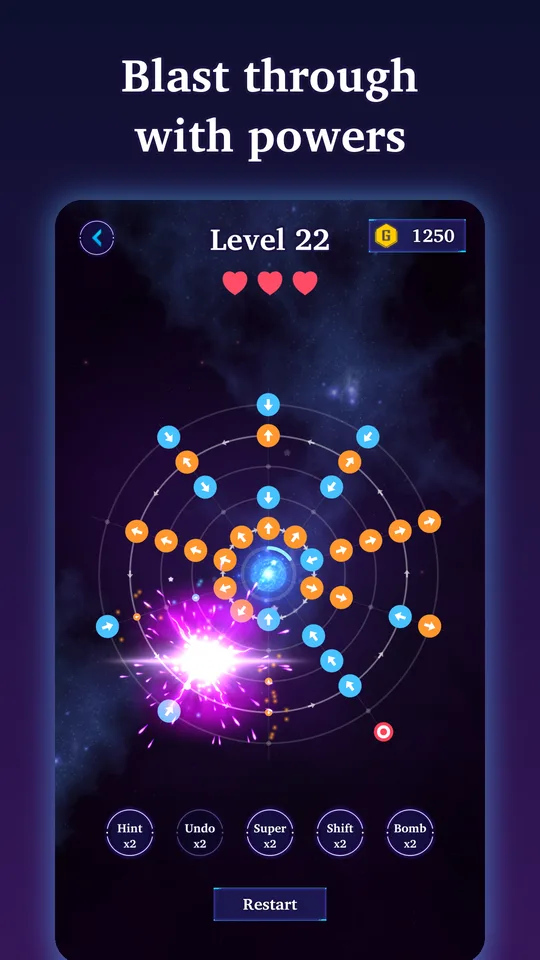 Blast through
with powers
Level 22
G 1250
Hint
x2
Undo
x2
Super
x2
Shift
x2
Bomb
x2
Restart